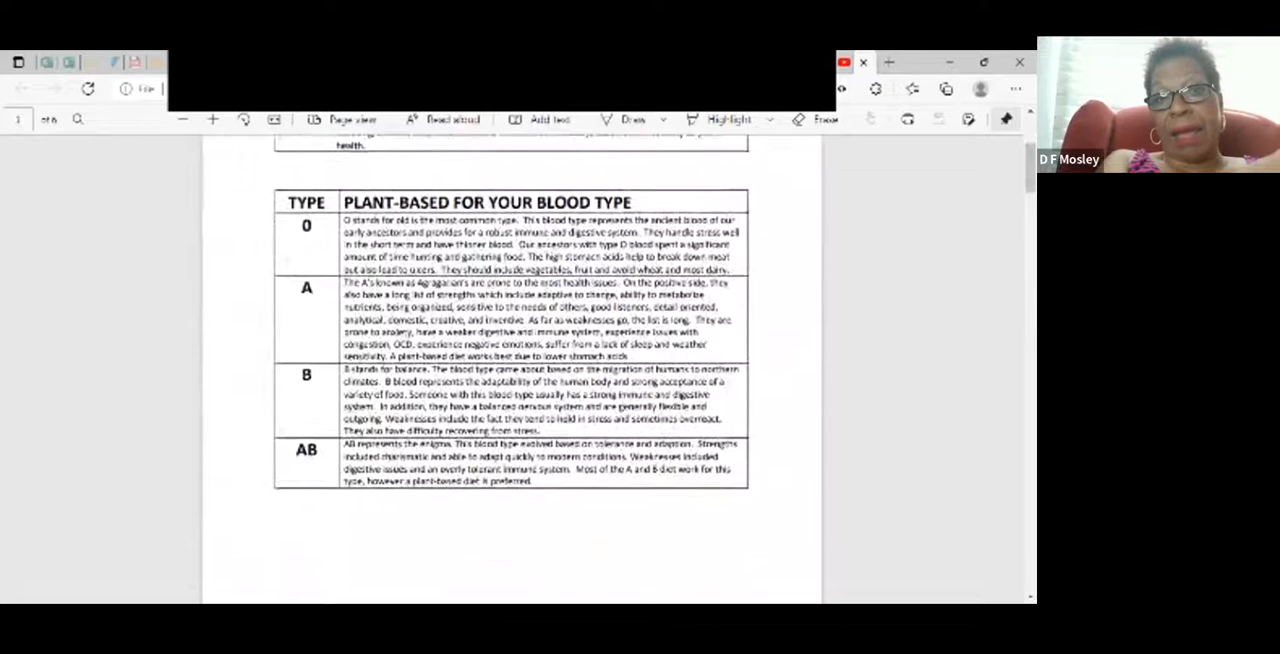 File
1 of 6
Page view
Read aloud
Add text
Draw
Highlight
Erase
D F Mosley
health.
TYPE PLANT-BASED FOR YOUR BLOOD TYPE
O O stands for old is the most common type. This blood type represents the ancient blood of our
early ancestors and provides for a robust immune and digestive system. They handle stress well
in the short term and have thinner blood. Our ancestors with type O blood spent a significant
amount of time hunting and gathering food. The high stomach acids help to break down meat
but also lead to ulcers. They should include vegetables, fruit and avoid wheat and most dairy.
A The A's known as Agragarian's are prone to the most health issues. On the positive side, they
also have a long list of strengths which include adaptive to change, ability to metabolize
nutrients, being organized, sensitive to the needs of others, good listeners, detail oriented,
analytical, domestic, creative, and inventive. As far as weaknesses go, the list is long. They are
prone to anxiety, have a weaker digestive and immune system, experience issues with
congestion, OCD, experience negative emotions, suffer from a lack of sleep and weather
sensitivity. A plant-based diet works best due to lower stomach acids
B B stands for balance. The blood type came about based on the migration of humans to northern
climates. B blood represents the adaptability of the human body and strong acceptance of a
variety of food. Someone with this blood type usually has a strong immune and digestive
system. In addition, they have a balanced nervous system and are generally flexible and
outgoing. Weaknesses include the fact they tend to hold in stress and sometimes overreact.
They also have difficulty recovering from stress.
AB AB represents the enigma. This blood type evolved based on tolerance and adaption. Strengths
included charismatic and able to adapt quickly to modern conditions. Weaknesses included
digestive issues and an overly tolerant immune system. Most of the A and B diet work for this
type, however a plant-based diet is preferred.